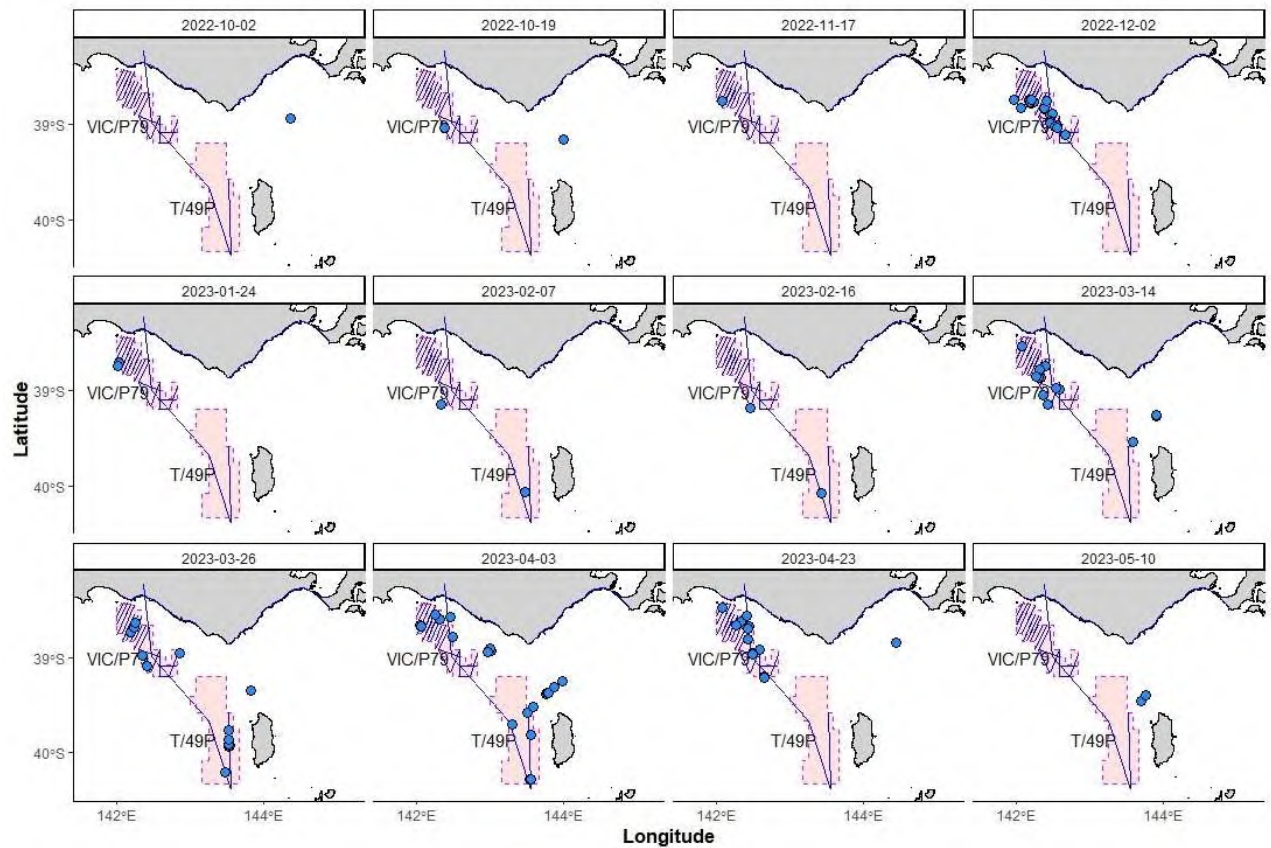 2022-10-02
2022-10-19
2022-11-17
2022-12-02
39°S
40°S
VIC/P79
T/49P
VIC/P79
T/49P
VIC/P79
T/49P
VIC/P79
T/49P
2023-01-24
2023-02-07
2023-02-16
2023-03-14
Latitude
39°S
40°S
VIC/P79
T/49P
VIC/P79
T/49P
VIC/P79
T/49P
VIC/P79
T/49P
2023-03-26
2023-04-03
2023-04-23
2023-05-10
39°S
40°S
VIC/P79
T/49P
VIC/P79
T/49P
VIC/P79
T/49P
VIC/P79
T/49P
142°E
144°E
142°E
144°E
142°E
144°E
142°E
144°E
Longitude